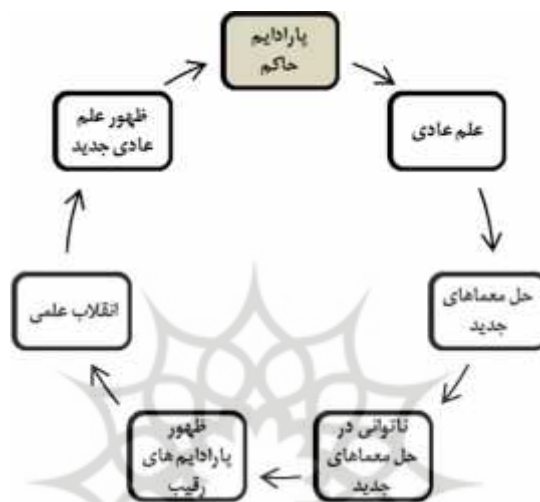 پارادایم
حاکم
علم عادی
حل معماهای
جدید
ناتوانی در
حل معماهای
جدید
ظهور
پارادایم های
رقیب
انقلاب علمی
ظهور علم
عادی جدید